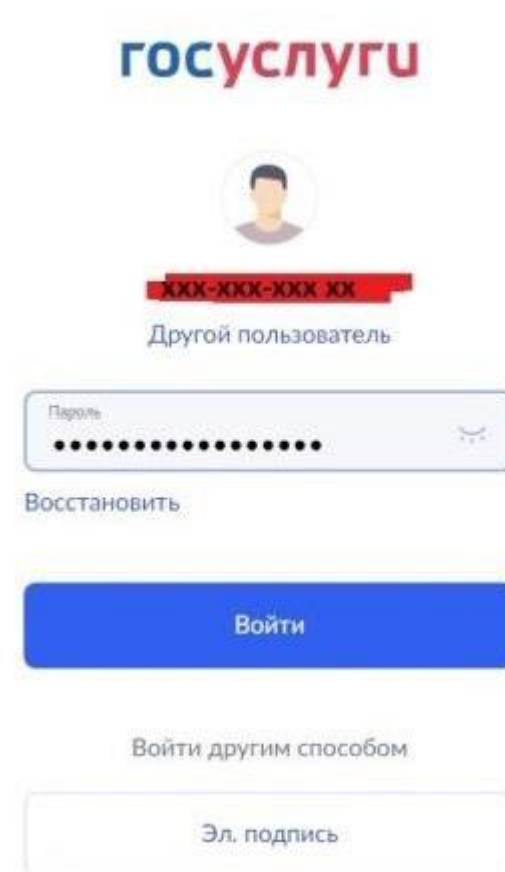 госуслуги
XXX-XXX-XXX XX
Другой пользователь
Пароль
•••••••••••••••••
Восстановить
Войти
Войти другим способом
Эл. подпись